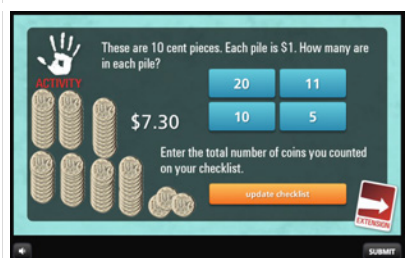 These are 10 cent pieces. Each pile is $1. How many are
in each pile?
ACTIVITY
20
11
$7.30
10
5
Enter the total number of coins you counted
on your checklist.
update checklist
EXTENSION
SUBMIT